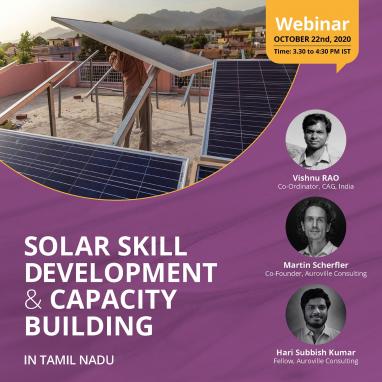 Webinar
OCTOBER 22nd, 2020
Time: 3.30 to 4:30 PM IST
Vishnu RAO
Co-Ordinator, CAG, India
Martin Scherfler
Co-Founder, Auroville Consulting
Hari Subbish Kumar
Fellow, Auroville Consulting
SOLAR SKILL
DEVELOPMENT
& CAPACITY
BUILDING
IN TAMIL NADU